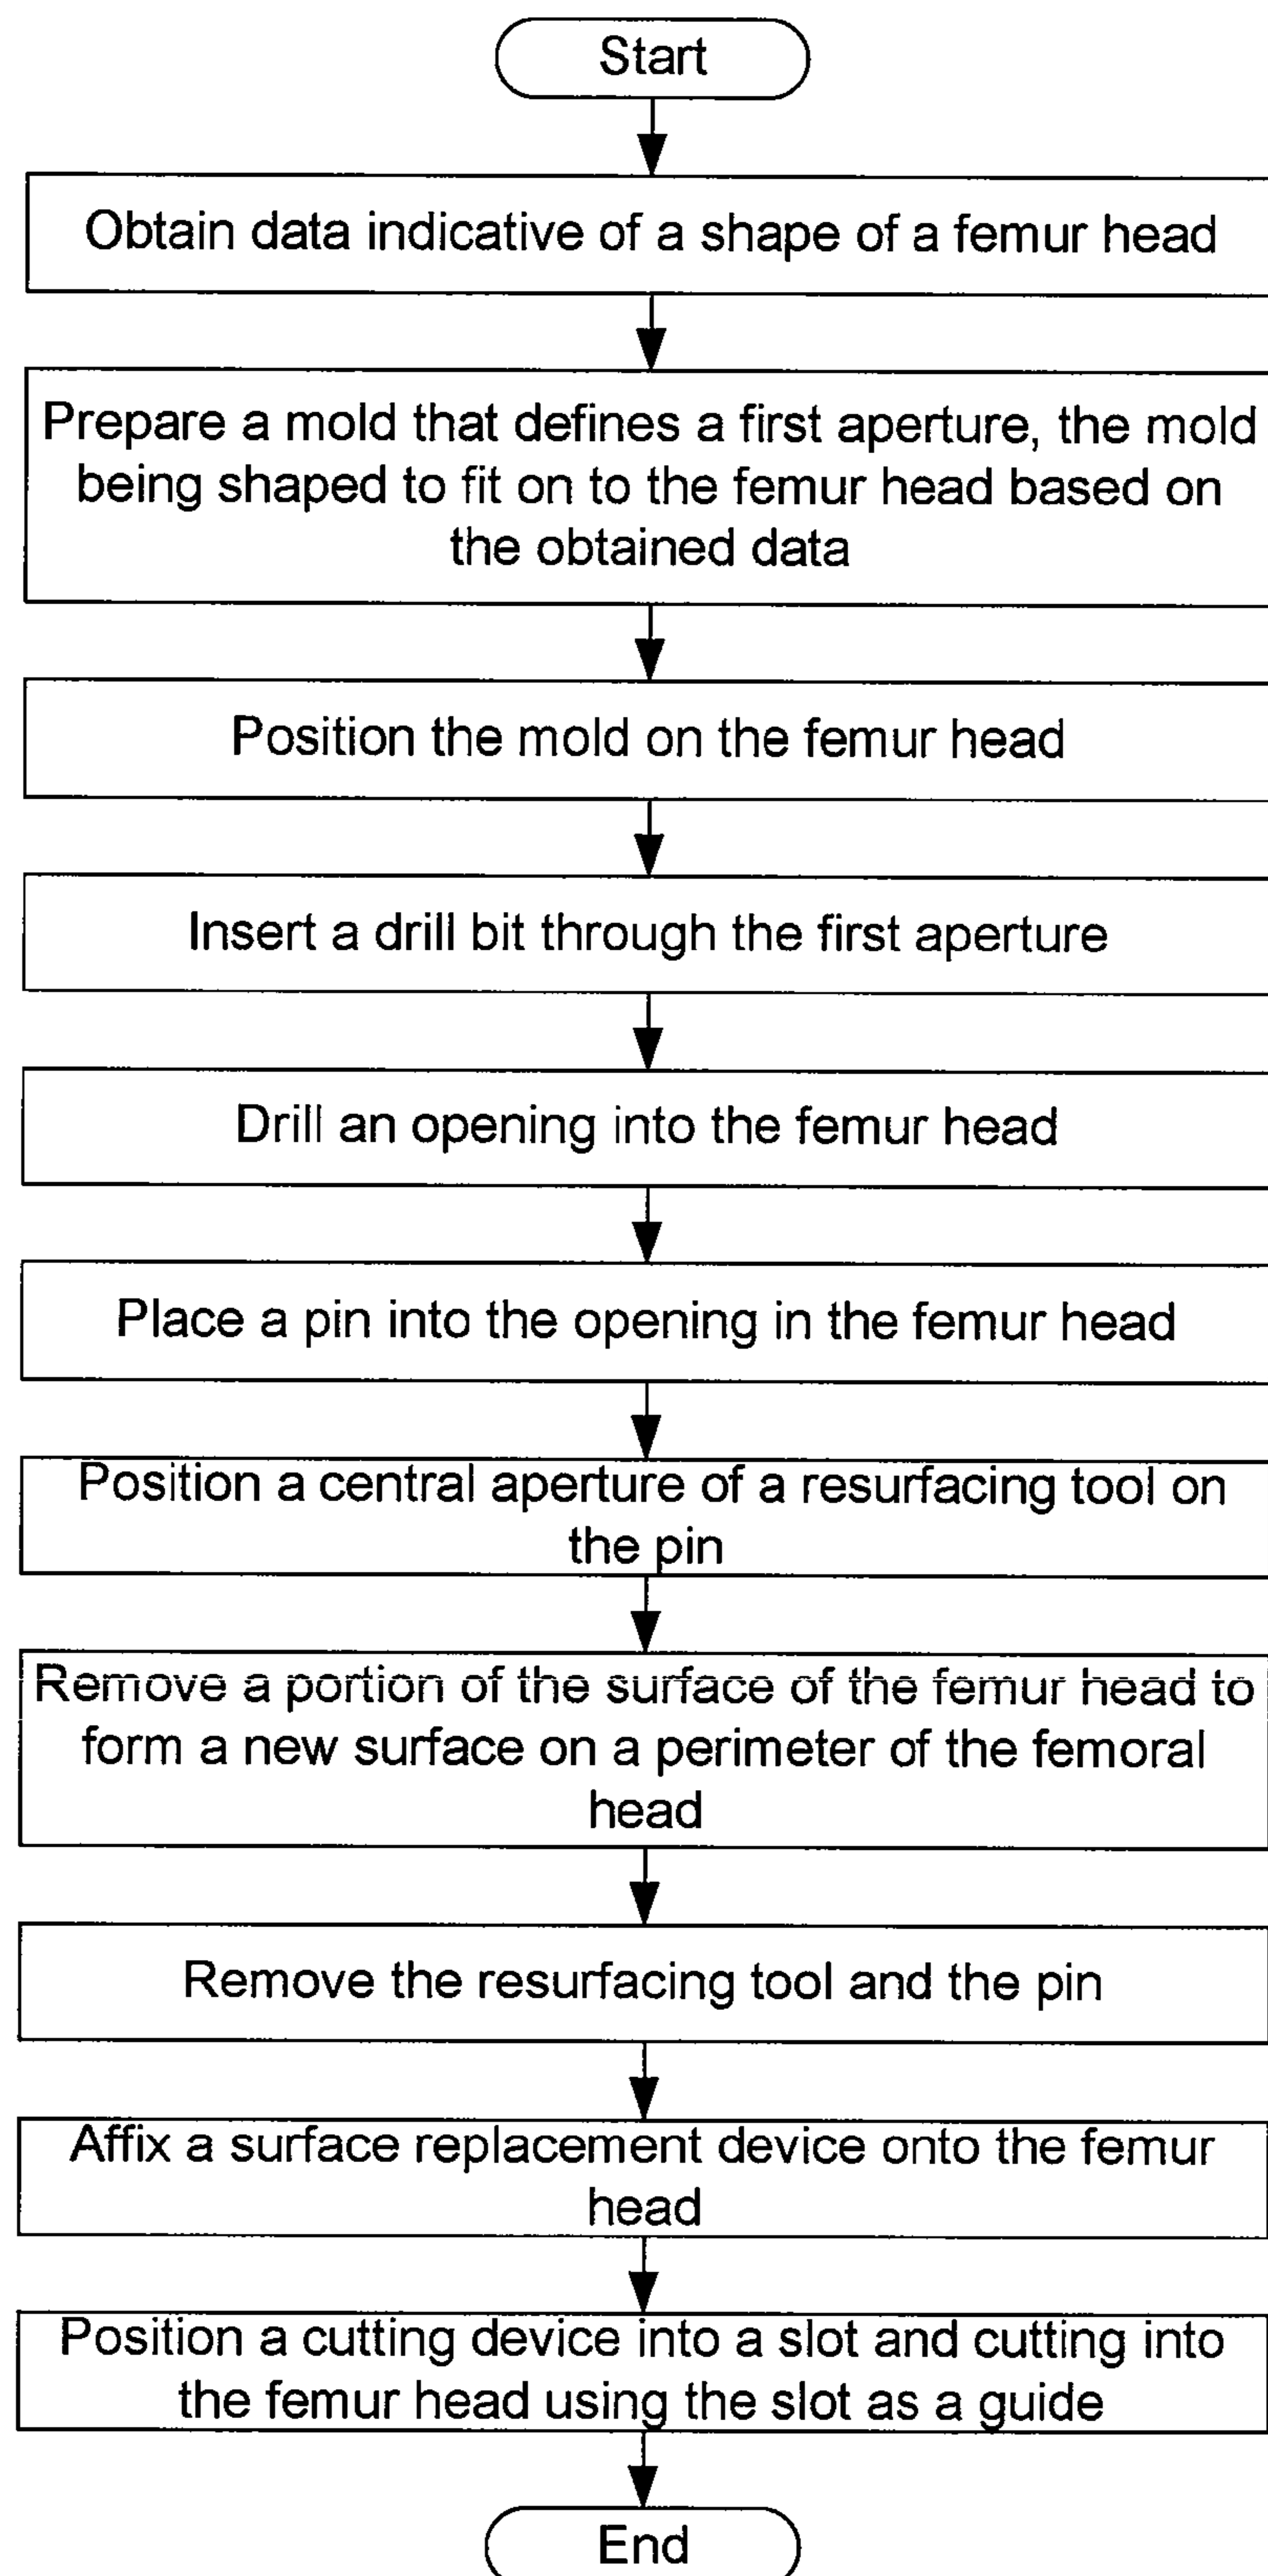 Start
Obtain data indicative of a shape of a femur head
Prepare a mold that defines a first aperture, the mold
being shaped to fit on to the femur head based on
the obtained data
Position the mold on the femur head
Insert a drill bit through the first aperture
Drill an opening into the femur head
Place a pin into the opening in the femur head
Position a central aperture of a resurfacing tool on
the pin
Remove a portion of the surface of the femur head to
form a new surface on a perimeter of the femoral
head
Remove the resurfacing tool and the pin
Affix a surface replacement device onto the femur
head
Position a cutting device into a slot and cutting into
the femur head using the slot as a guide
End